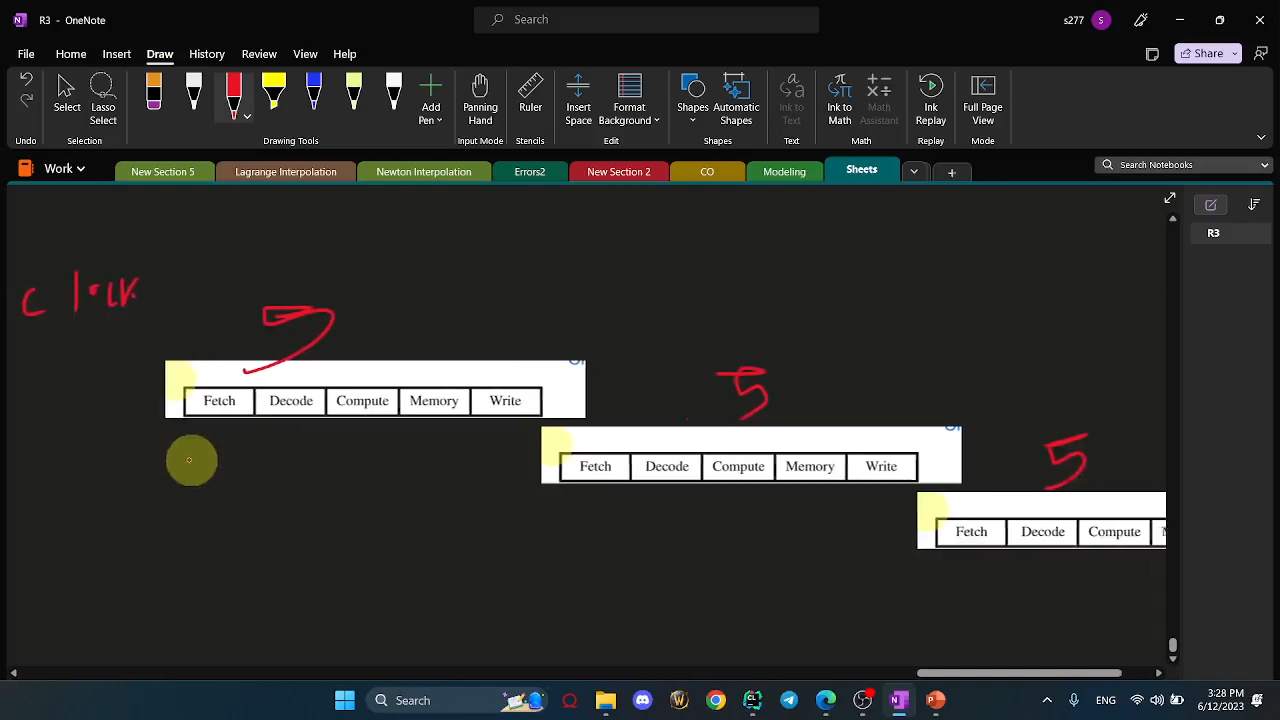 R3 - OneNote
Search
s277
S
File Home Insert Draw History Review View Help
Share
Undo
Select
Lasso Select
Selection
Add Pen
Drawing Tools
Panning Hand
Input Mode
Ruler
Stencils
Insert Space
Format Background
Edit
Shapes
Automatic Shapes
Shapes
Ink to Text
Text
Ink to Math
Math Assistant
Math
Ink Replay
Replay
Full Page View
Modes
Work
New Section 5
Lagrange Interpolation
Newton Interpolation
Errors2
New Section 2
CO
Modeling
Sheets
Search Notebooks
R3
clock
5
Fetch Decode Compute Memory Write
5
Fetch Decode Compute Memory Write
5
Fetch Decode Compute
Search
ENG
3:28 PM
6/12/2023